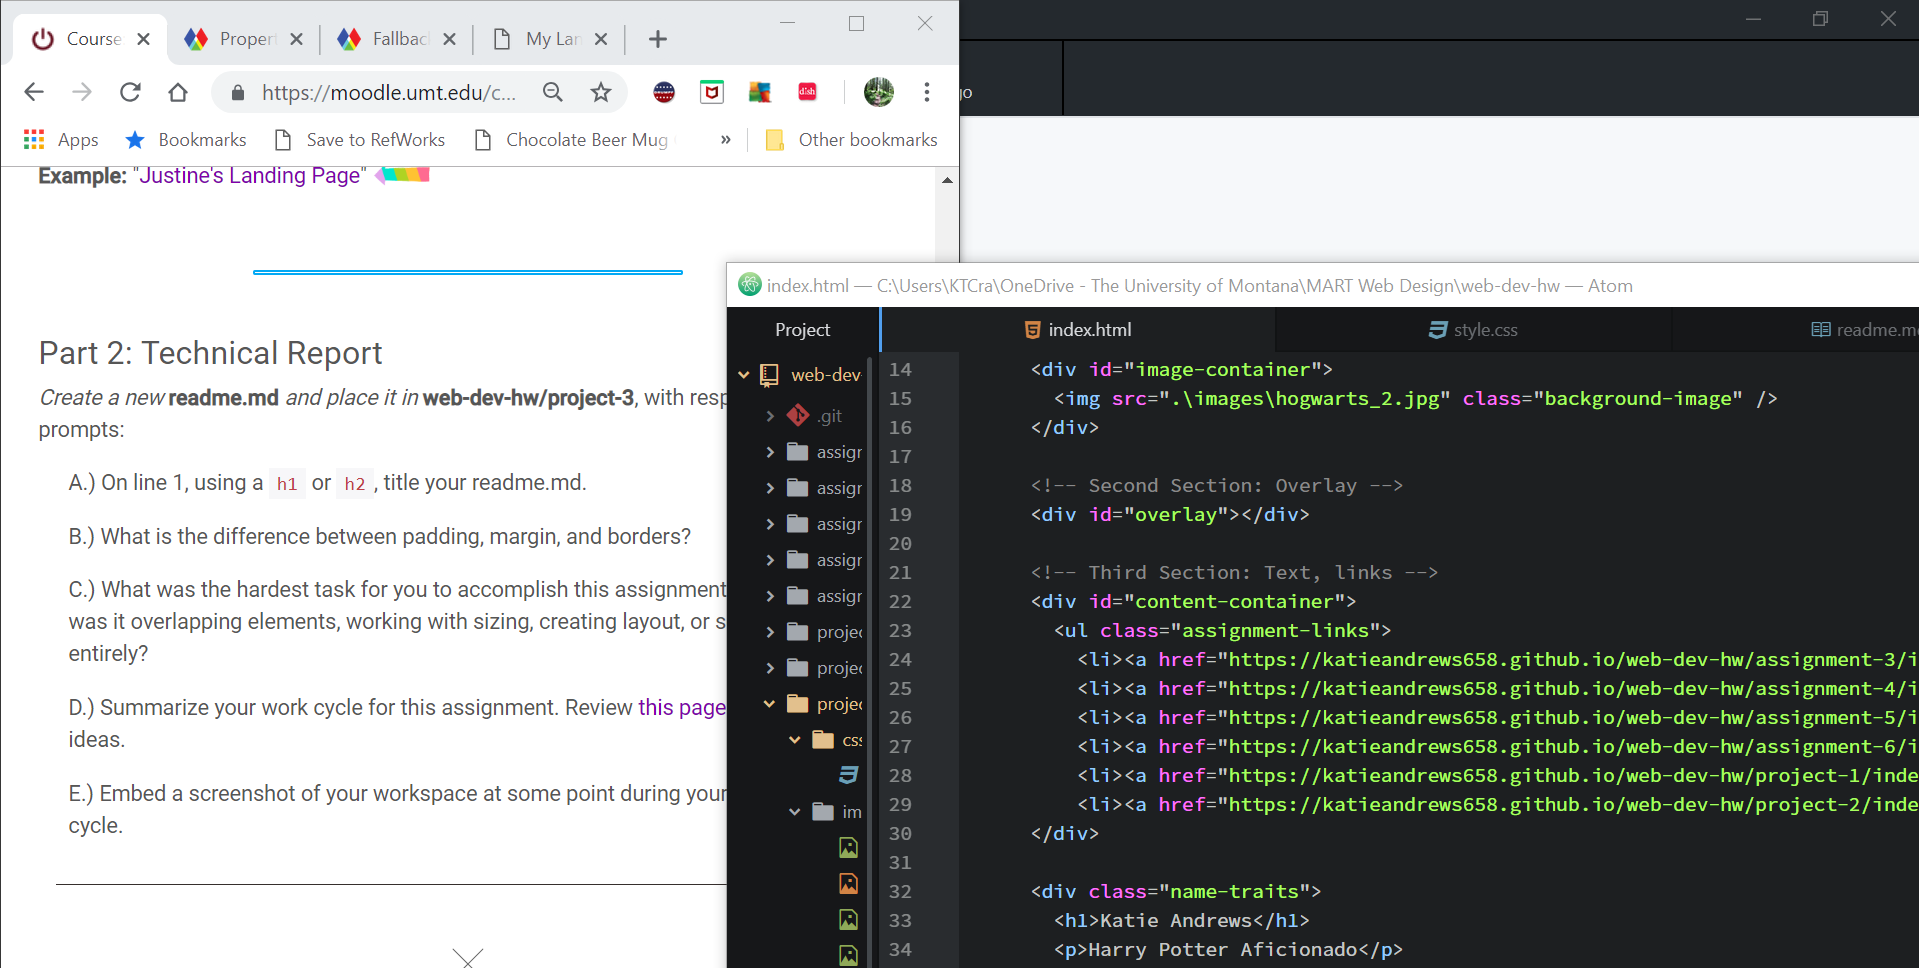 Course
Proper
Fallbac
My Lan
https://moodle.umt.edu/c...
dish
go
Apps
Bookmarks
Save to RefWorks
Chocolate Beer Mug
»
Other bookmarks
Example: "Justine's Landing Page"
Part 2: Technical Report
Create a new readme.md and place it in web-dev-hw/project-3, with resp
prompts:
A.) On line 1, using a h1 or h2 , title your readme.md.
B.) What is the difference between padding, margin, and borders?
C.) What was the hardest task for you to accomplish this assignment
was it overlapping elements, working with sizing, creating layout, or s
entirely?
D.) Summarize your work cycle for this assignment. Review this page
ideas.
E.) Embed a screenshot of your workspace at some point during your
cycle.
index.html — C:\Users\KTCra\OneDrive - The University of Montana\MART Web Design\web-dev-hw — Atom
Project
index.html
style.css
readme.m
web-dev-
.git
assigr
assigr
assigr
assigr
assigr
projec
projec
projec
css
im
14 <div id="image-container">
15 <img src=".\images\hogwarts_2.jpg" class="background-image" />
16 </div>
17
18 <!-- Second Section: Overlay -->
19 <div id="overlay"></div>
20
21 <!-- Third Section: Text, links -->
22 <div id="content-container">
23 <ul class="assignment-links">
24 <li><a href="https://katieandrews658.github.io/web-dev-hw/assignment-3/i
25 <li><a href="https://katieandrews658.github.io/web-dev-hw/assignment-4/i
26 <li><a href="https://katieandrews658.github.io/web-dev-hw/assignment-5/i
27 <li><a href="https://katieandrews658.github.io/web-dev-hw/assignment-6/i
28 <li><a href="https://katieandrews658.github.io/web-dev-hw/project-1/inde
29 <li><a href="https://katieandrews658.github.io/web-dev-hw/project-2/inde
30 </div>
31
32 <div class="name-traits">
33 <h1>Katie Andrews</h1>
34 <p>Harry Potter Aficionado</p>